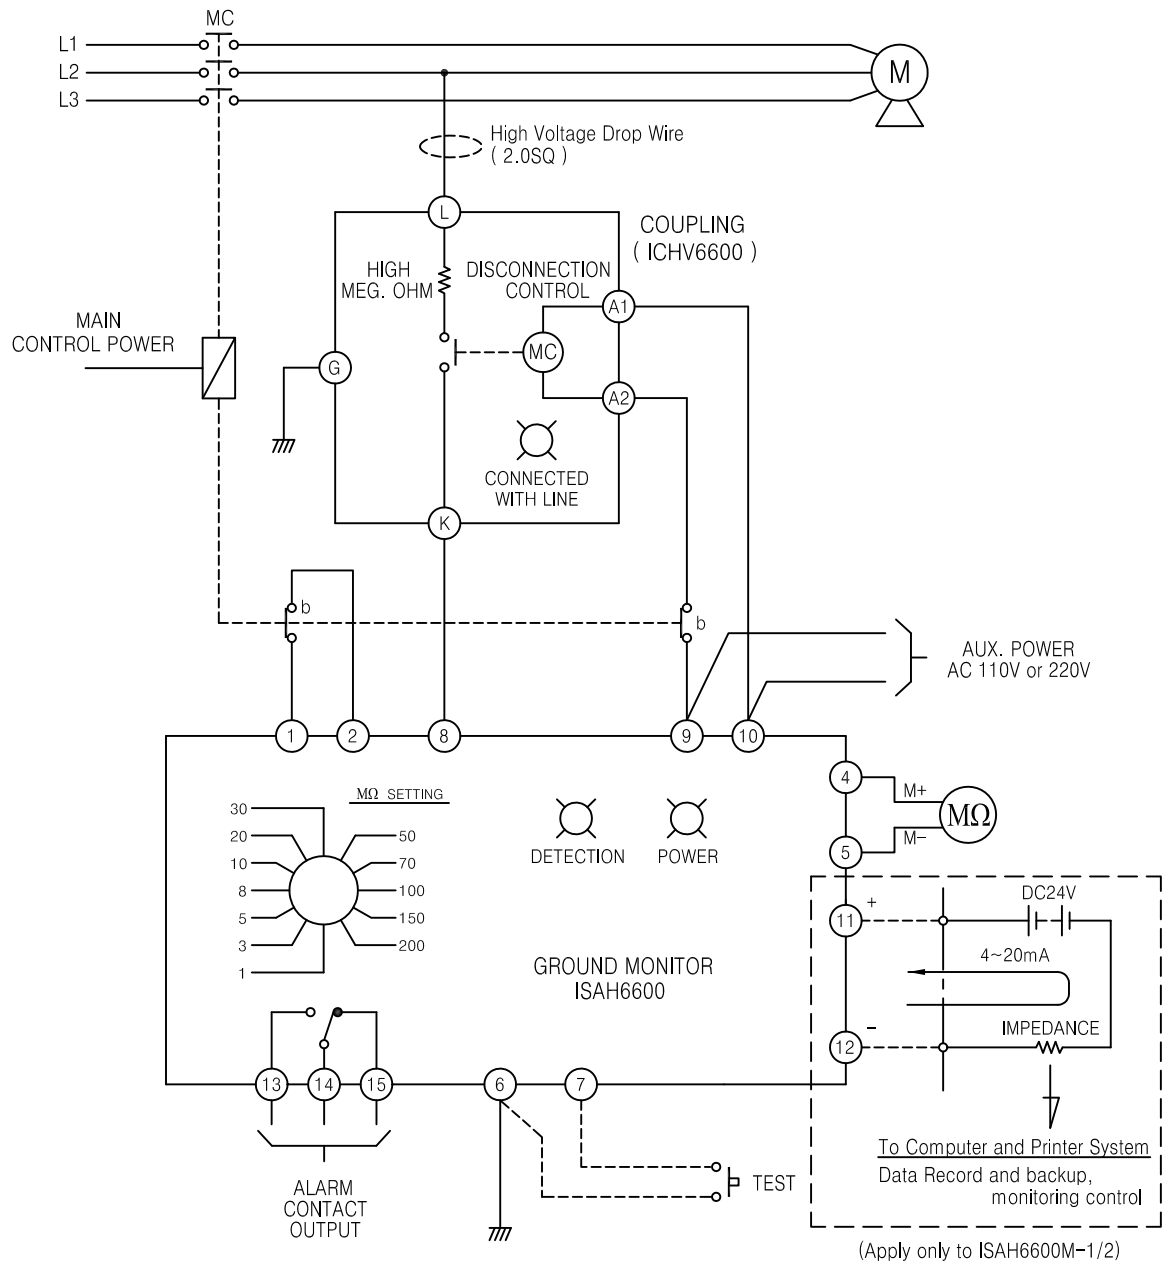 MC
L1
L2
L3
M
High Voltage Drop Wire
( 2.0SQ )
L
COUPLING
( ICHV6600 )
HIGH
MEG. OHM
DISCONNECTION
CONTROL
A1
MC
A2
G
MAIN
CONTROL POWER
CONNECTED
WITH LINE
K
b
b
AUX. POWER
AC 110V or 220V
1
2
8
9
10
4
M+
MΩ
M-
5
MΩ SETTING
30
20
10
8
5
3
1
50
70
100
150
200
DETECTION
POWER
GROUND MONITOR
ISAH6600
11
+
DC24V
4~20mA
IMPEDANCE
12
-
13
14
15
6
7
ALARM
CONTACT
OUTPUT
TEST
To Computer and Printer System
Data Record and backup,
monitoring control
(Apply only to ISAH6600M-1/2)